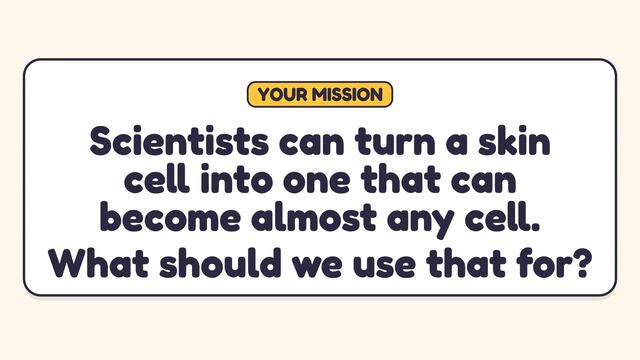 YOUR MISSION
Scientists can turn a skin
cell into one that can
become almost any cell.
What should we use that for?